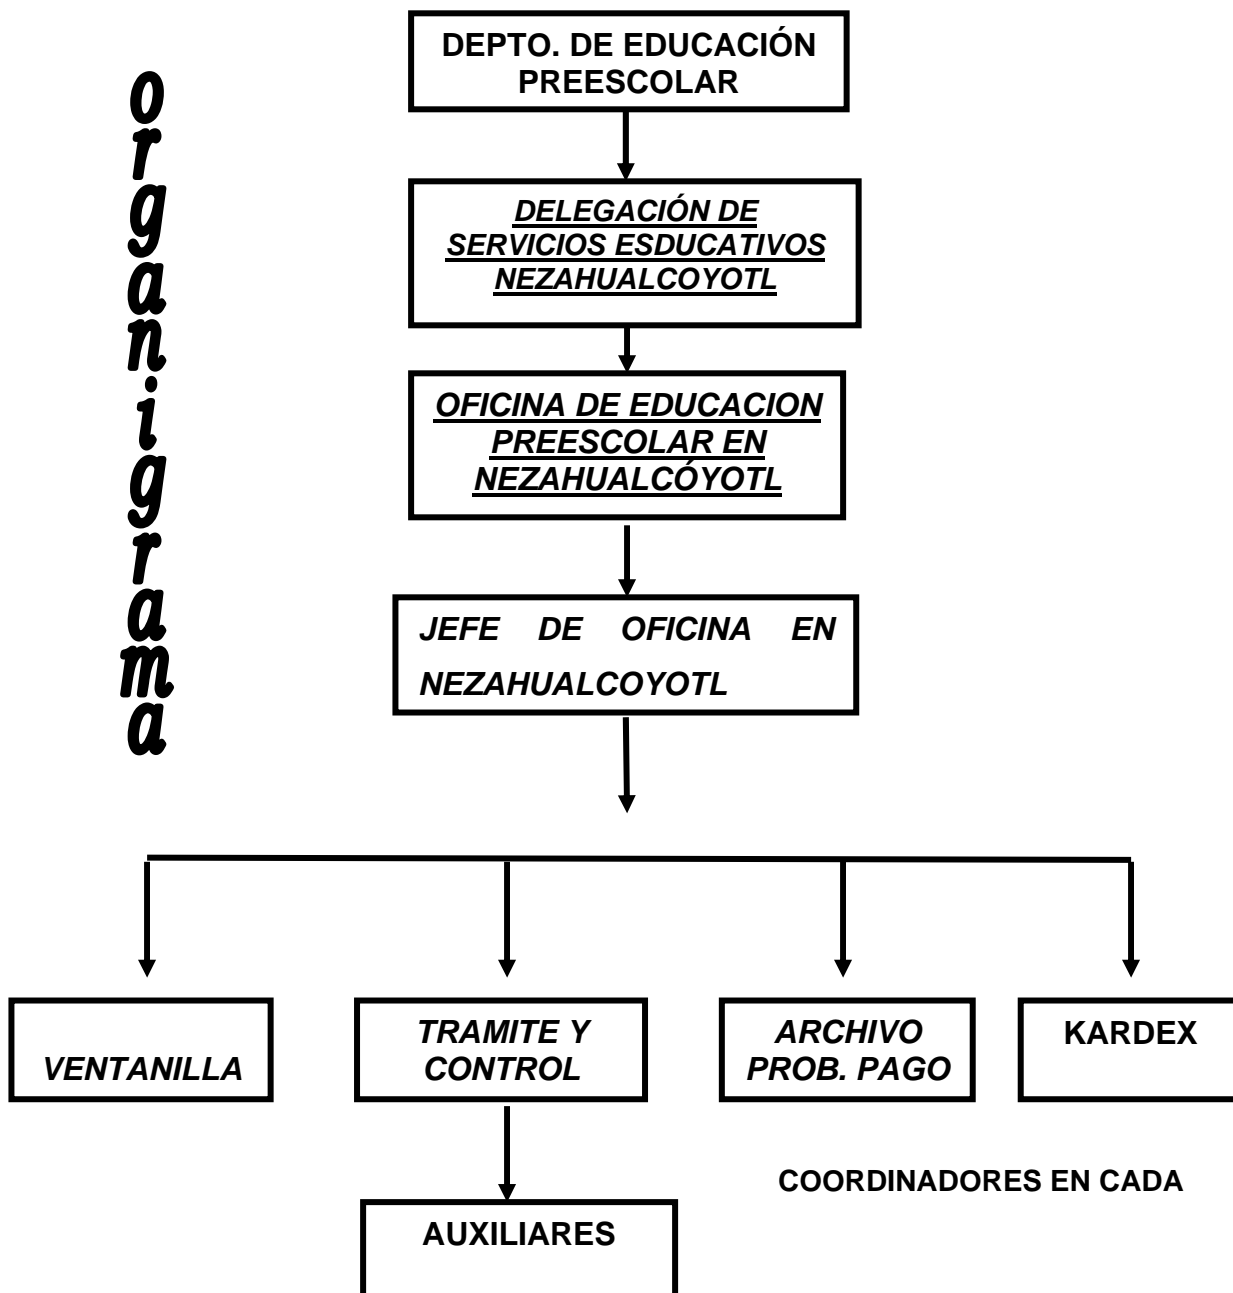 organigrama
DEPTO. DE EDUCACIÓN
PREESCOLAR
DELEGACIÓN DE
SERVICIOS ESDUCATIVOS
NEZAHUALCOYOTL
OFICINA DE EDUCACION
PREESCOLAR EN
NEZAHUALCÓYOTL
JEFE DE OFICINA EN
NEZAHUALCOYOTL
VENTANILLA
TRAMITE Y
CONTROL
ARCHIVO
PROB. PAGO
KARDEX
COORDINADORES EN CADA
AUXILIARES